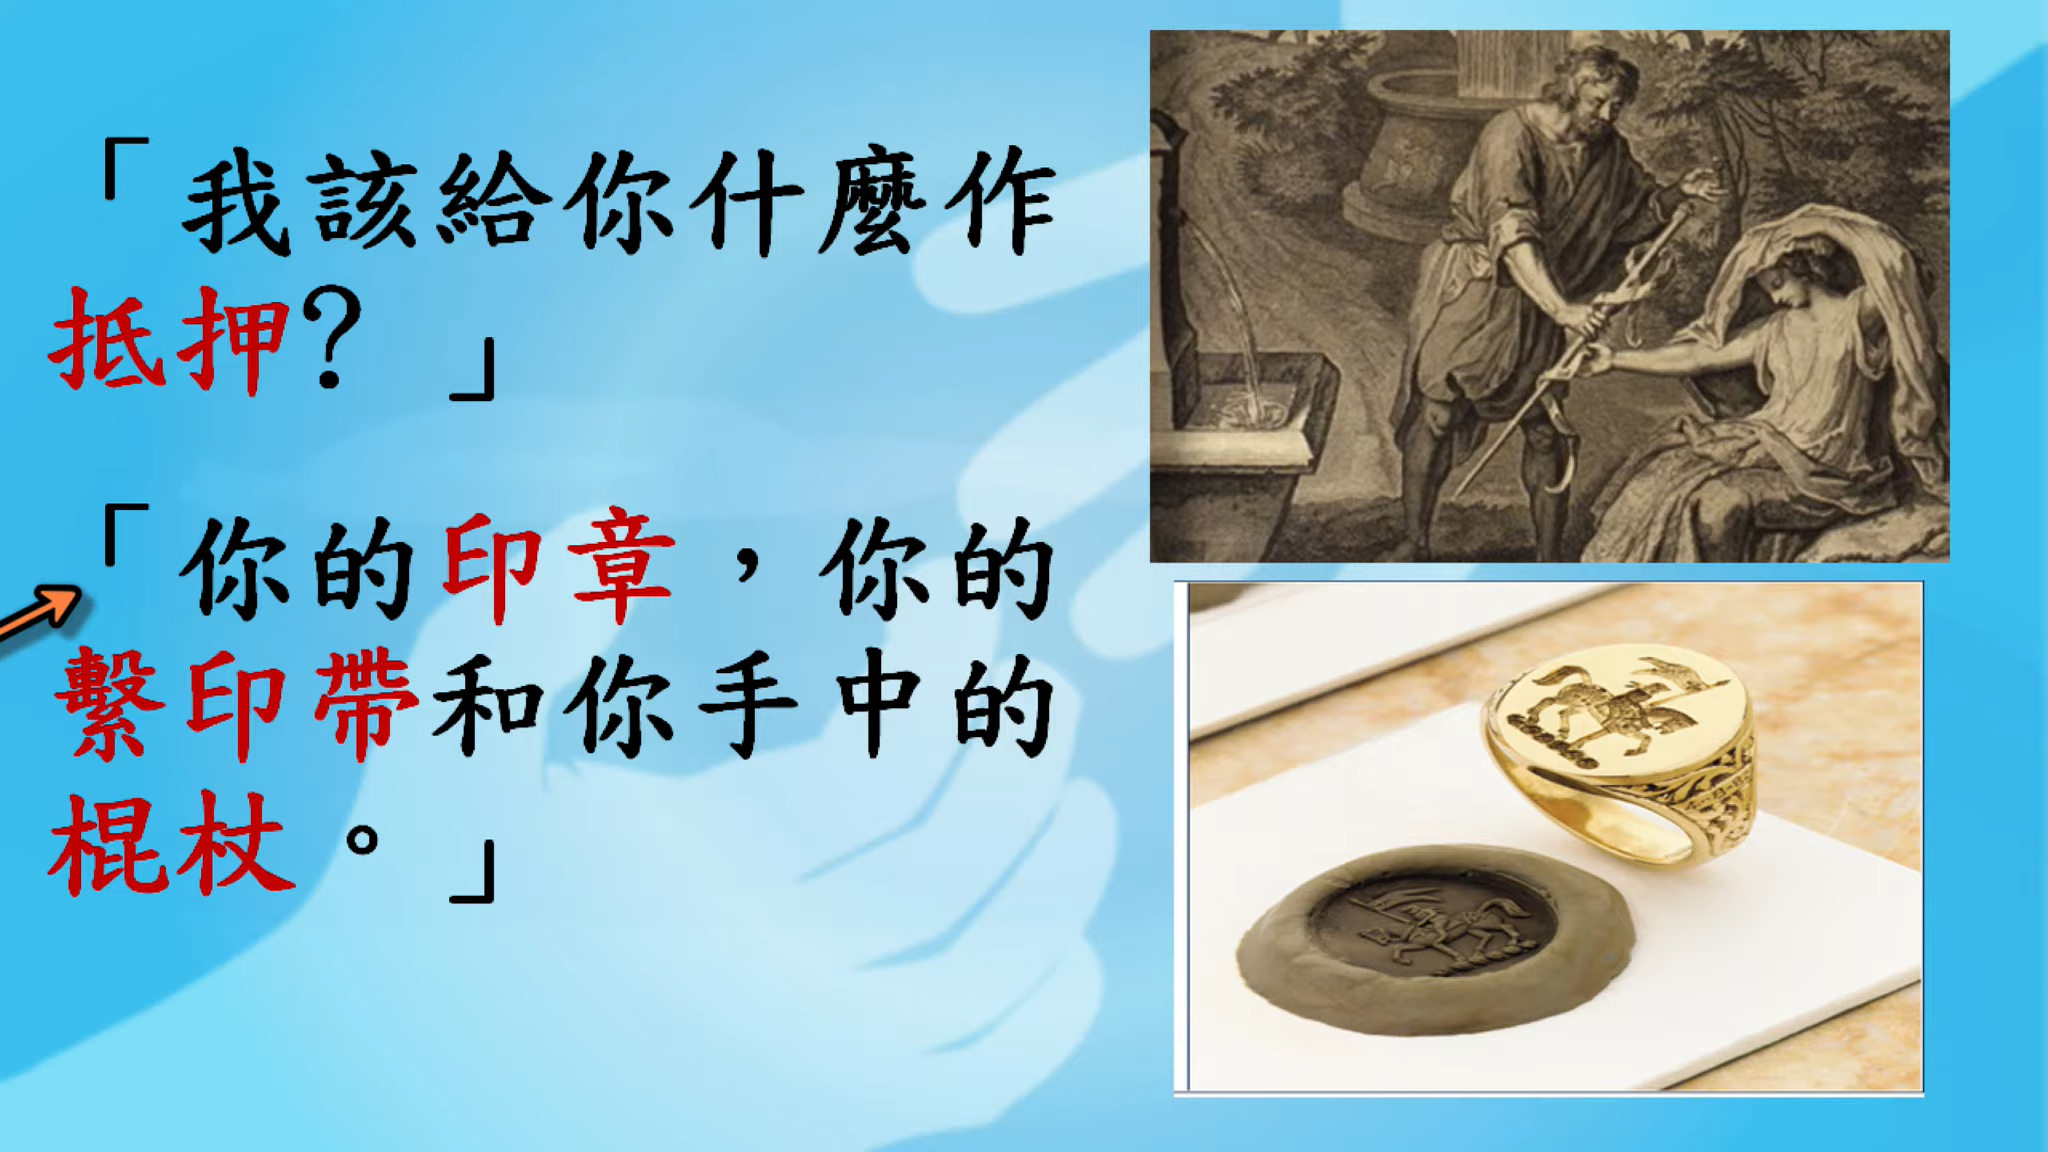 「我該給你什麼作
抵押？」
「你的印章，你的
繫印帶和你手中的
棍杖。」